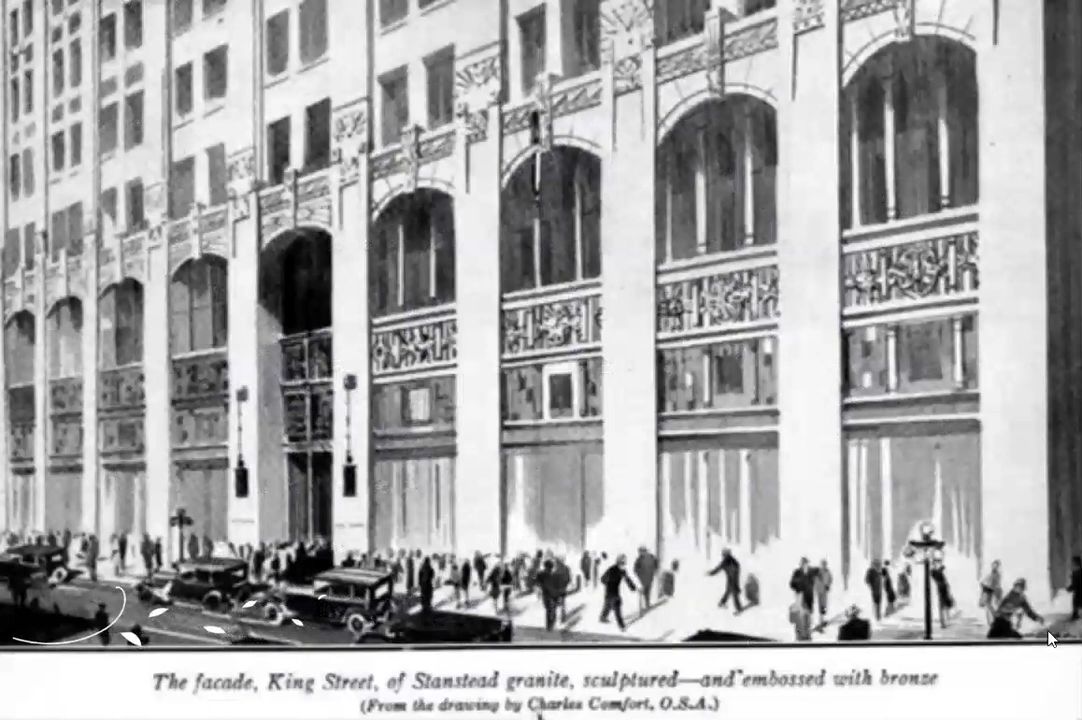 The facade, King Street, of Stanstead granite, sculptured—and embossed with bronze
(From the drawing by Charles Comfort, O.S.A.)